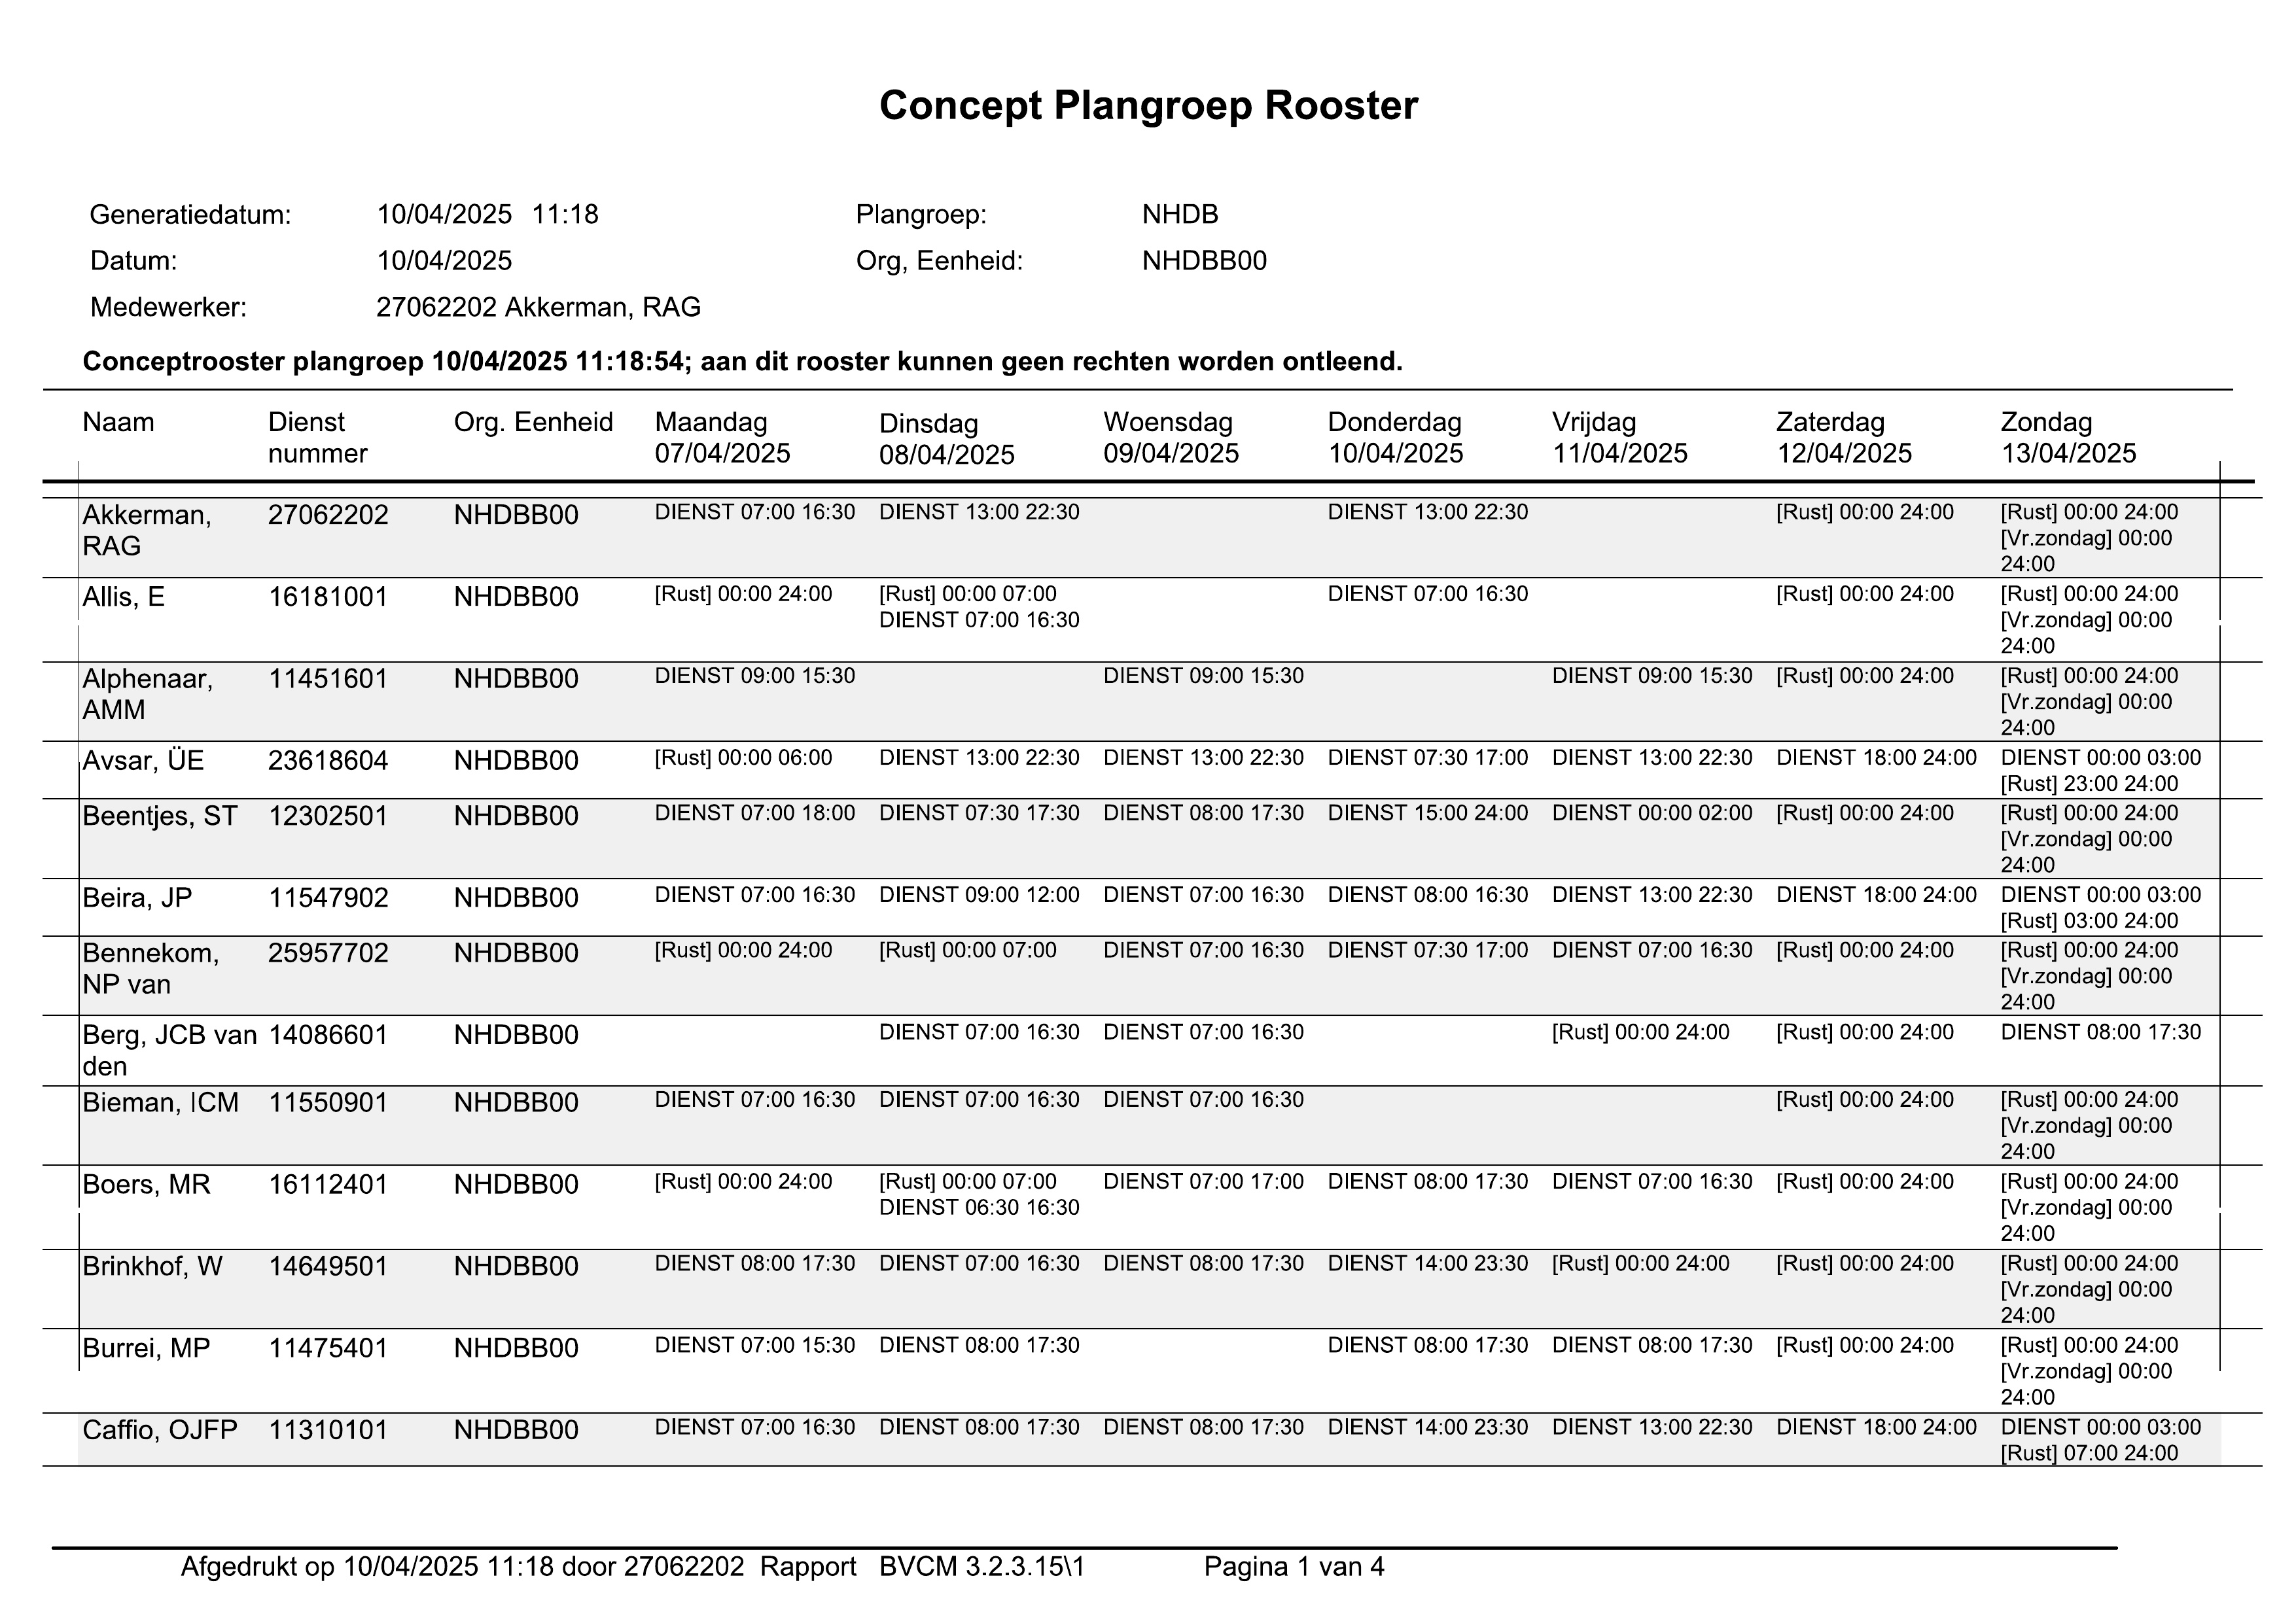 Concept Plangroep Rooster
Generatiedatum: 10/04/2025 11:18 Plangroep: NHDB
Datum: 10/04/2025 Org, Eenheid: NHDBB00
Medewerker: 27062202 Akkerman, RAG
Conceptrooster plangroep 10/04/2025 11:18:54; aan dit rooster kunnen geen rechten worden ontleend.
Naam Dienst Org. Eenheid Maandag Dinsdag Woensdag Donderdag Vrijdag Zaterdag Zondag
nummer 07/04/2025 08/04/2025 09/04/2025 10/04/2025 11/04/2025 12/04/2025 13/04/2025
Akkerman, 27062202 NHDBB00 DIENST 07:00 16:30 DIENST 13:00 22:30 DIENST 13:00 22:30 [Rust] 00:00 24:00 [Rust] 00:00 24:00
RAG [Vr.zondag] 00:00
24:00
Allis, E 16181001 NHDBB00 [Rust] 00:00 24:00 [Rust] 00:00 07:00 DIENST 07:00 16:30 [Rust] 00:00 24:00 [Rust] 00:00 24:00
DIENST 07:00 16:30 [Vr.zondag] 00:00
24:00
Alphenaar, 11451601 NHDBB00 DIENST 09:00 15:30 DIENST 09:00 15:30 DIENST 09:00 15:30 [Rust] 00:00 24:00 [Rust] 00:00 24:00
AMM [Vr.zondag] 00:00
24:00
Avsar, ÜE 23618604 NHDBB00 [Rust] 00:00 06:00 DIENST 13:00 22:30 DIENST 13:00 22:30 DIENST 07:30 17:00 DIENST 13:00 22:30 DIENST 18:00 24:00 DIENST 00:00 03:00
[Rust] 23:00 24:00
Beentjes, ST 12302501 NHDBB00 DIENST 07:00 18:00 DIENST 07:30 17:30 DIENST 08:00 17:30 DIENST 15:00 24:00 DIENST 00:00 02:00 [Rust] 00:00 24:00 [Rust] 00:00 24:00
[Vr.zondag] 00:00
24:00
Beira, JP 11547902 NHDBB00 DIENST 07:00 16:30 DIENST 09:00 12:00 DIENST 07:00 16:30 DIENST 08:00 16:30 DIENST 13:00 22:30 DIENST 18:00 24:00 DIENST 00:00 03:00
[Rust] 03:00 24:00
Bennekom, 25957702 NHDBB00 [Rust] 00:00 24:00 [Rust] 00:00 07:00 DIENST 07:00 16:30 DIENST 07:30 17:00 DIENST 07:00 16:30 [Rust] 00:00 24:00 [Rust] 00:00 24:00
NP van [Vr.zondag] 00:00
24:00
Berg, JCB van 14086601 NHDBB00 DIENST 07:00 16:30 DIENST 07:00 16:30 [Rust] 00:00 24:00 [Rust] 00:00 24:00 DIENST 08:00 17:30
den
Bieman, ICM 11550901 NHDBB00 DIENST 07:00 16:30 DIENST 07:00 16:30 DIENST 07:00 16:30 [Rust] 00:00 24:00 [Rust] 00:00 24:00
[Vr.zondag] 00:00
24:00
Boers, MR 16112401 NHDBB00 [Rust] 00:00 24:00 [Rust] 00:00 07:00 DIENST 07:00 17:00 DIENST 08:00 17:30 DIENST 07:00 16:30 [Rust] 00:00 24:00 [Rust] 00:00 24:00
DIENST 06:30 16:30 [Vr.zondag] 00:00
24:00
Brinkhof, W 14649501 NHDBB00 DIENST 08:00 17:30 DIENST 07:00 16:30 DIENST 08:00 17:30 DIENST 14:00 23:30 [Rust] 00:00 24:00 [Rust] 00:00 24:00 [Rust] 00:00 24:00
[Vr.zondag] 00:00
24:00
Burrei, MP 11475401 NHDBB00 DIENST 07:00 15:30 DIENST 08:00 17:30 DIENST 08:00 17:30 DIENST 08:00 17:30 [Rust] 00:00 24:00 [Rust] 00:00 24:00
[Vr.zondag] 00:00
24:00
Caffio, OJFP 11310101 NHDBB00 DIENST 07:00 16:30 DIENST 08:00 17:30 DIENST 08:00 17:30 DIENST 14:00 23:30 DIENST 13:00 22:30 DIENST 18:00 24:00 DIENST 00:00 03:00
[Rust] 07:00 24:00
Afgedrukt op 10/04/2025 11:18 door 27062202 Rapport BVCM 3.2.3.15\1 Pagina 1 van 4